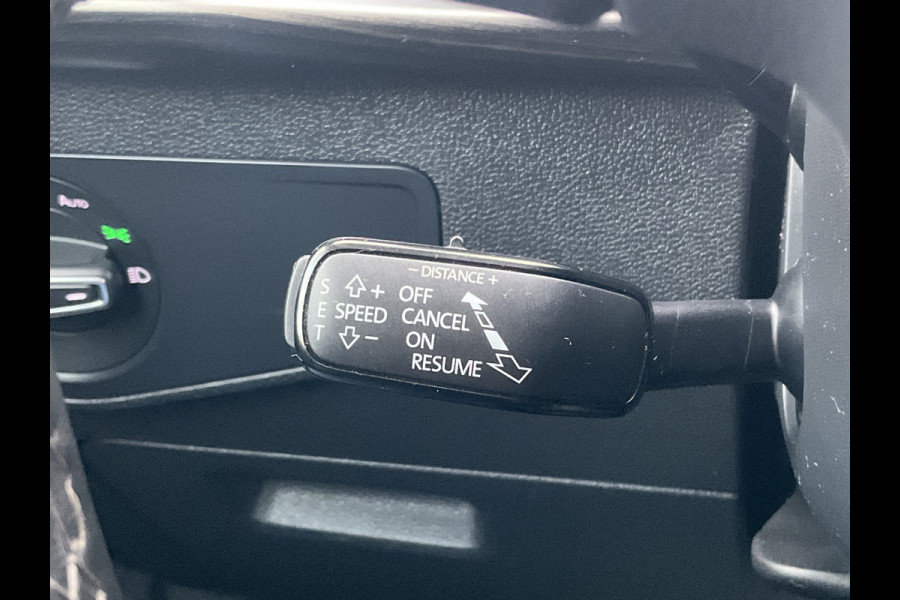 Auto
− DISTANCE +
S + OFF
E SPEED CANCEL
T − ON
RESUME